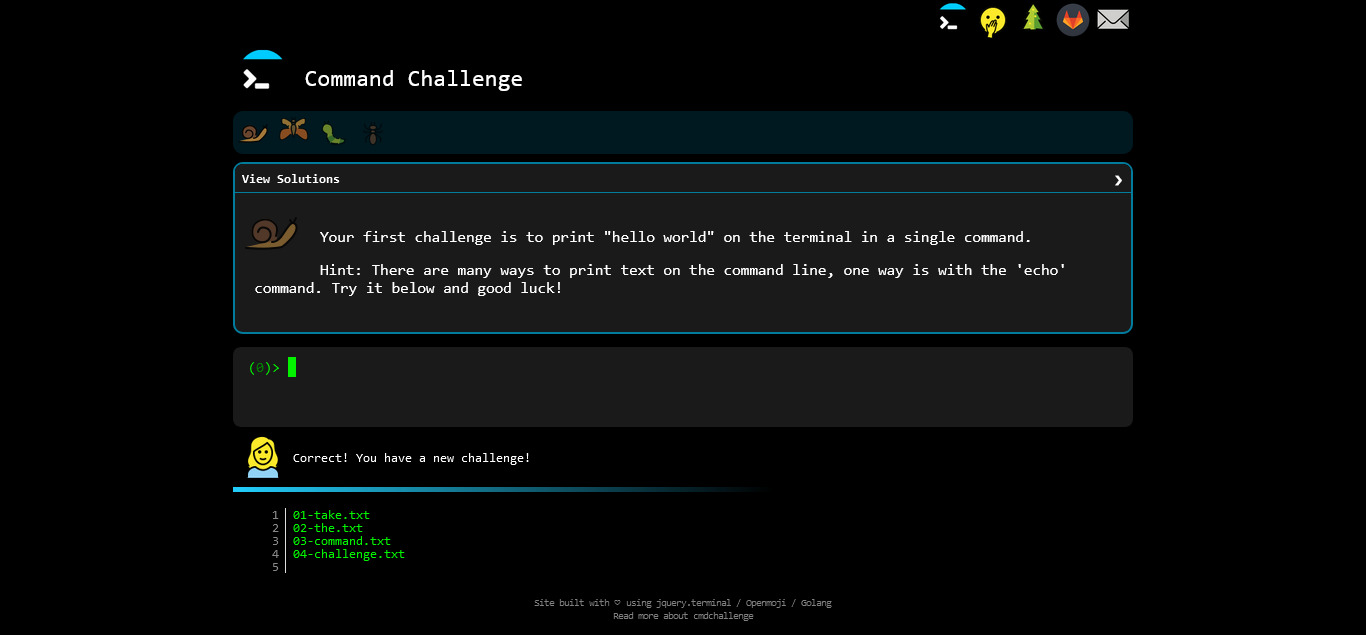 Command Challenge
View Solutions
Your first challenge is to print "hello world" on the terminal in a single command.
Hint: There are many ways to print text on the command line, one way is with the 'echo'
command. Try it below and good luck!
(0)>
Correct! You have a new challenge!
1 01-take.txt
2 02-the.txt
3 03-command.txt
4 04-challenge.txt
5
Site built with ♡ using jquery.terminal / Openmoji / Golang
Read more about cmdchallenge